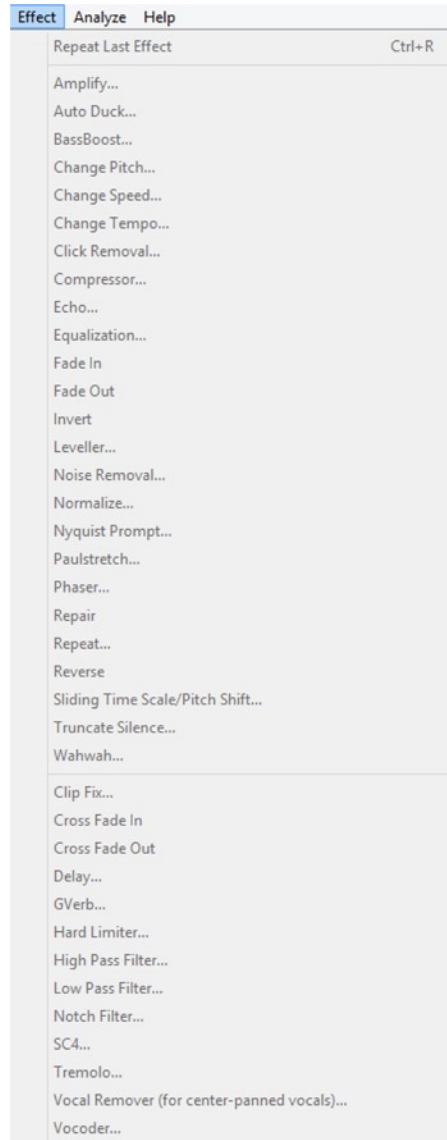 Effect Analyze Help
Repeat Last Effect Ctrl+R
Amplify...
Auto Duck...
BassBoost...
Change Pitch...
Change Speed...
Change Tempo...
Click Removal...
Compressor...
Echo...
Equalization...
Fade In
Fade Out
Invert
Leveller...
Noise Removal...
Normalize...
Nyquist Prompt...
Paulstretch...
Phaser...
Repair
Repeat...
Reverse
Sliding Time Scale/Pitch Shift...
Truncate Silence...
Wahwah...
Clip Fix...
Cross Fade In
Cross Fade Out
Delay...
GVerb...
Hard Limiter...
High Pass Filter...
Low Pass Filter...
Notch Filter...
SC4...
Tremolo...
Vocal Remover (for center-panned vocals)...
Vocoder...